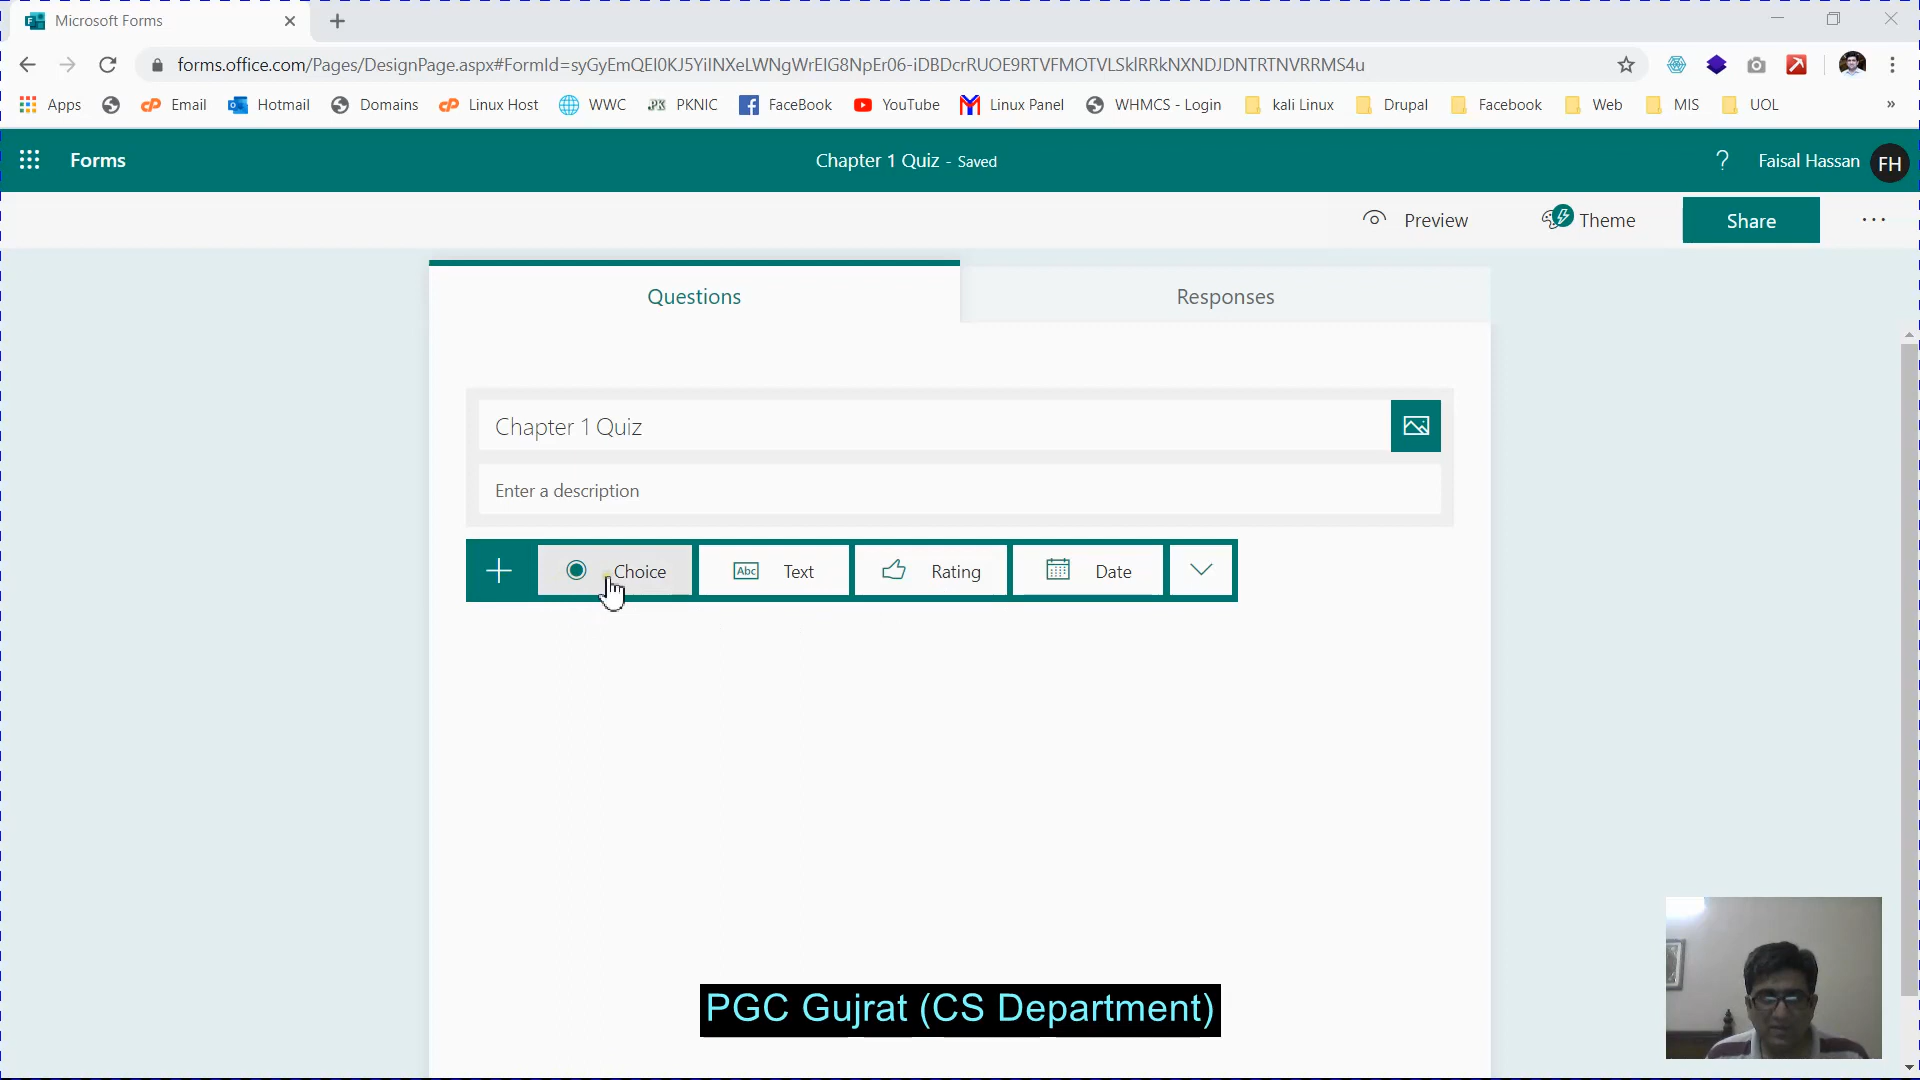 Microsoft Forms
forms.office.com/Pages/DesignPage.aspx#FormId=syGyEmQEI0KJ5YiINXeLWNgWrEIG8NpEr06-iDBDcrRUOE9RTVFMOTVLSklRRkNXNDJDNTRTNVRRMS4u
Apps Email Hotmail Domains Linux Host WWC PKNIC FaceBook YouTube Linux Panel WHMCS - Login kali Linux Drupal Facebook Web MIS UOL »
Forms Chapter 1 Quiz - Saved ? Faisal Hassan FH
Preview Theme Share ...
Questions Responses
Chapter 1 Quiz
Enter a description
Choice Abc Text Rating Date
PGC Gujrat (CS Department)